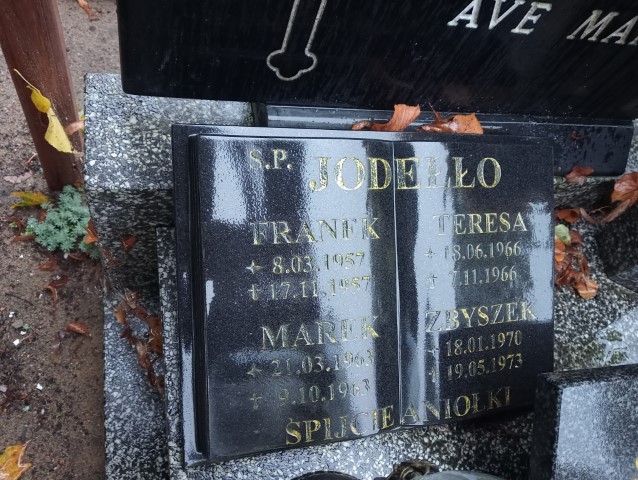 AVE MAR
S.P. JODEŁŁO
FRANEK
8.03.1957
✝ 17.11.1957
MAREK
21.03.1963
✝ 9.10.1963
TERESA
18.06.1966
✝ 7.11.1966
ZBYSZEK
18.01.1970
✝ 19.05.1973
ŚPIJCIE ANIOŁKI